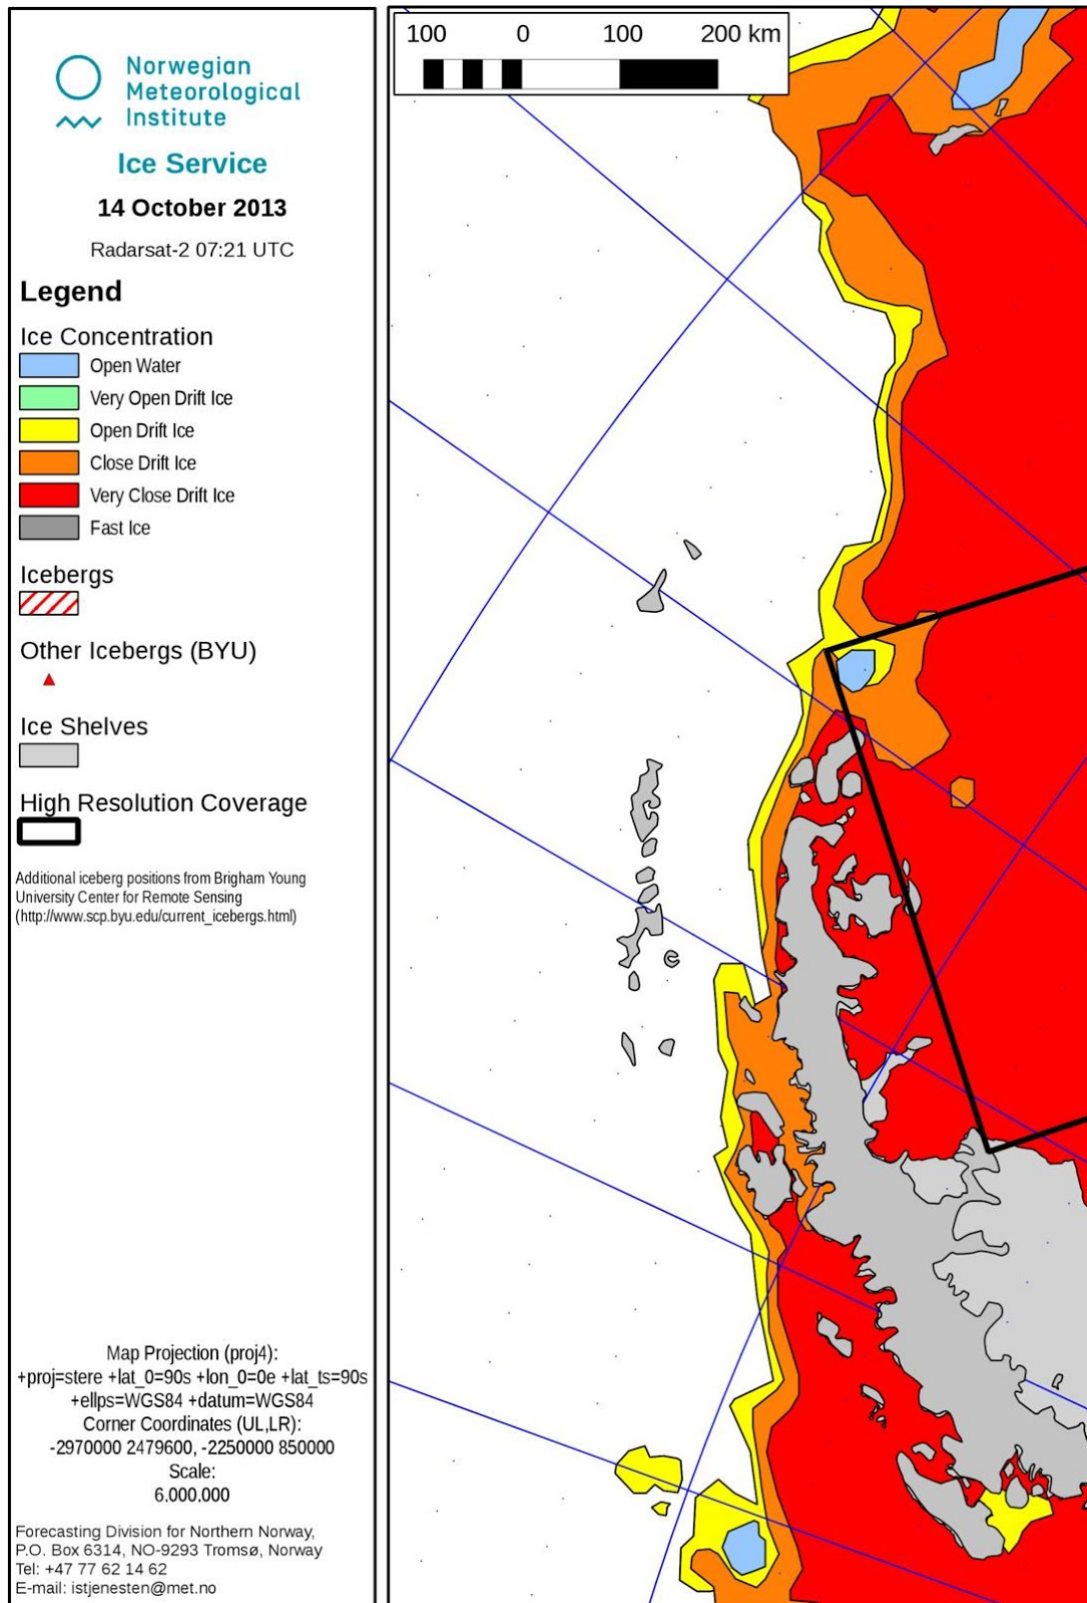 Norwegian
Meteorological
Institute
Ice Service
14 October 2013
Radarsat-2 07:21 UTC
Legend
Ice Concentration
Open Water
Very Open Drift Ice
Open Drift Ice
Close Drift Ice
Very Close Drift Ice
Fast Ice
Icebergs
Other Icebergs (BYU)
Ice Shelves
High Resolution Coverage
Additional iceberg positions from Brigham Young
University Center for Remote Sensing
(http://www.scp.byu.edu/current_icebergs.html)
Map Projection (proj4):
+proj=stere +lat_0=90s +lon_0=0e +lat_ts=90s
+ellps=WGS84 +datum=WGS84
Corner Coordinates (UL,LR):
-2970000 2479600, -2250000 850000
Scale:
6.000.000
Forecasting Division for Northern Norway,
P.O. Box 6314, NO-9293 Tromsø, Norway
Tel: +47 77 62 14 62
E-mail: istjenesten@met.no
100 0 100 200 km